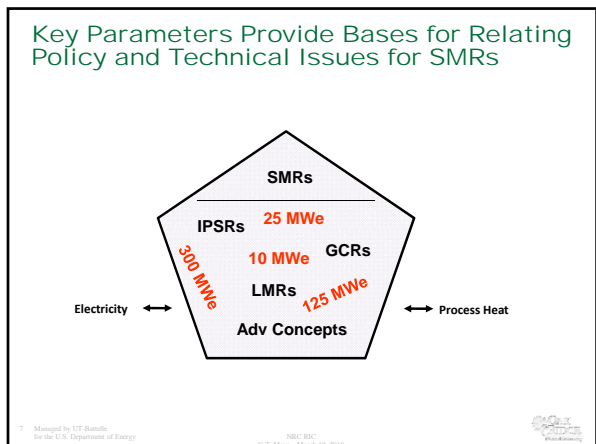 Key Parameters Provide Bases for Relating
Policy and Technical Issues for SMRs
SMRs
25 MWe
IPSRs
GCRs
10 MWe
300 MWe
LMRs
125 MWe
Electricity
Process Heat
Adv Concepts
7 Managed by UT-Battelle
for the U.S. Department of Energy
NRC RIC
OAK
RIDGE